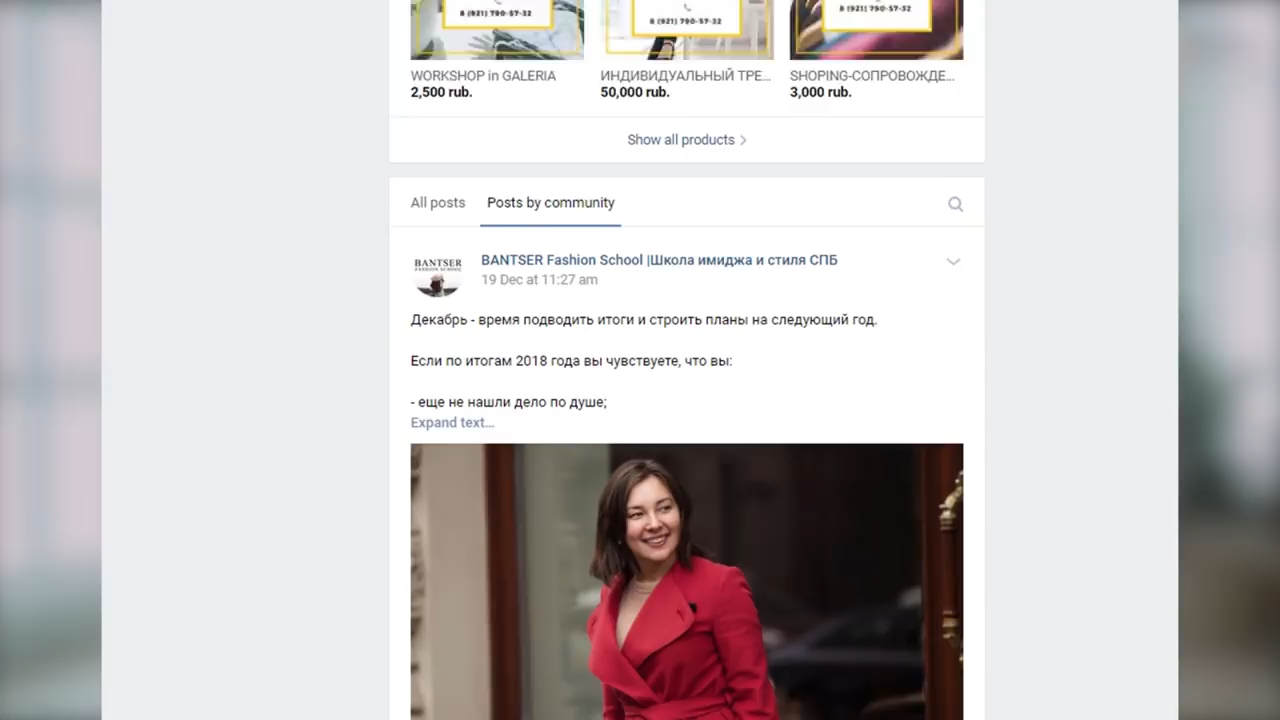 8 (921) 790-57-32
8 (921) 790-57-32
8 (921) 790-57-32
WORKSHOP in GALERIA
ИНДИВИДУАЛЬНЫЙ ТРЕ...
SHOPING-СОПРОВОЖДЕ...
2,500 rub.
50,000 rub.
3,000 rub.
Show all products
All posts
Posts by community
BANTSER
FASHION SCHOOL
BANTSER Fashion School |Школа имиджа и стиля СПБ
19 Dec at 11:27 am
Декабрь - время подводить итоги и строить планы на следующий год.
Если по итогам 2018 года вы чувствуете, что вы:
- еще не нашли дело по душе;
Expand text...